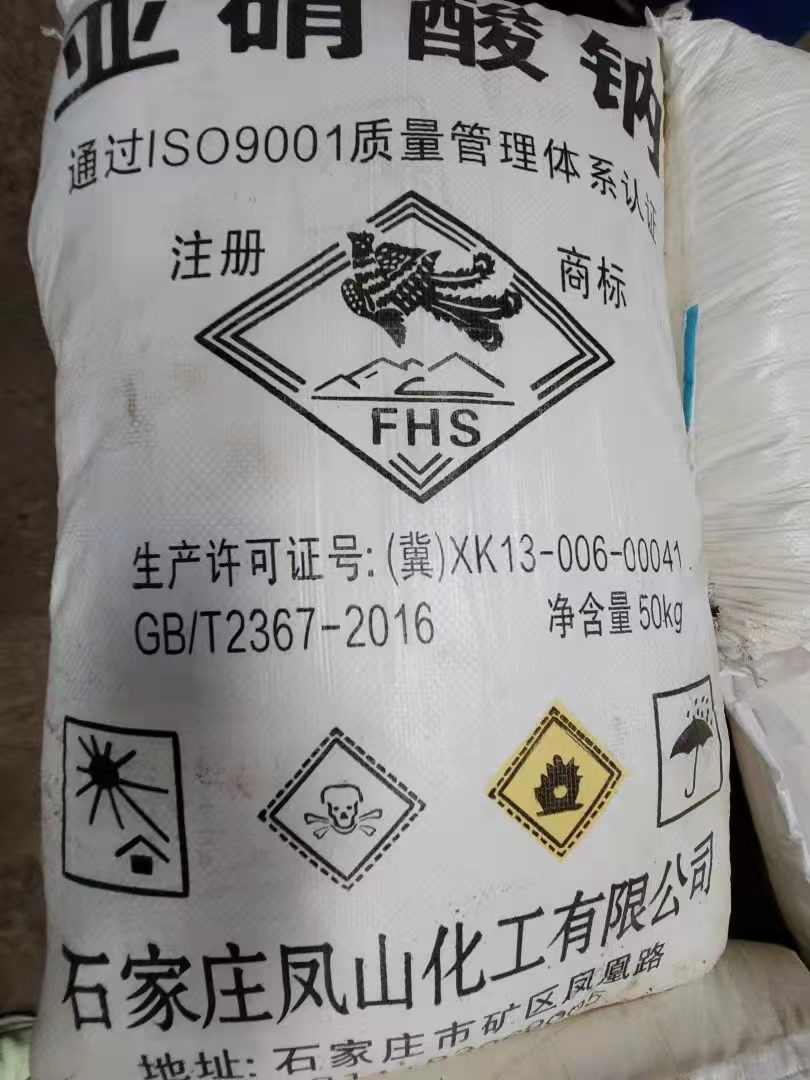 亚硝酸钠
通过ISO9001质量管理体系认证
注册
商标
FHS
生产许可证号:(冀)XK13-006-00041
GB/T2367-2016
净含量50kg
石家庄凤山化工有限公司
地址:石家庄市矿区凤凰路